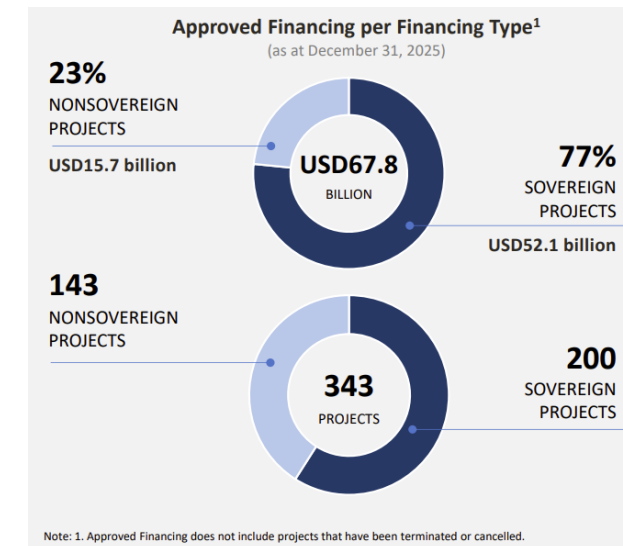 Approved Financing per Financing Type¹
(as at December 31, 2025)
23%
NONSOVEREIGN
PROJECTS
USD15.7 billion
USD67.8
BILLION
77%
SOVEREIGN
PROJECTS
USD52.1 billion
143
NONSOVEREIGN
PROJECTS
343
PROJECTS
200
SOVEREIGN
PROJECTS
Note: 1. Approved Financing does not include projects that have been terminated or cancelled.